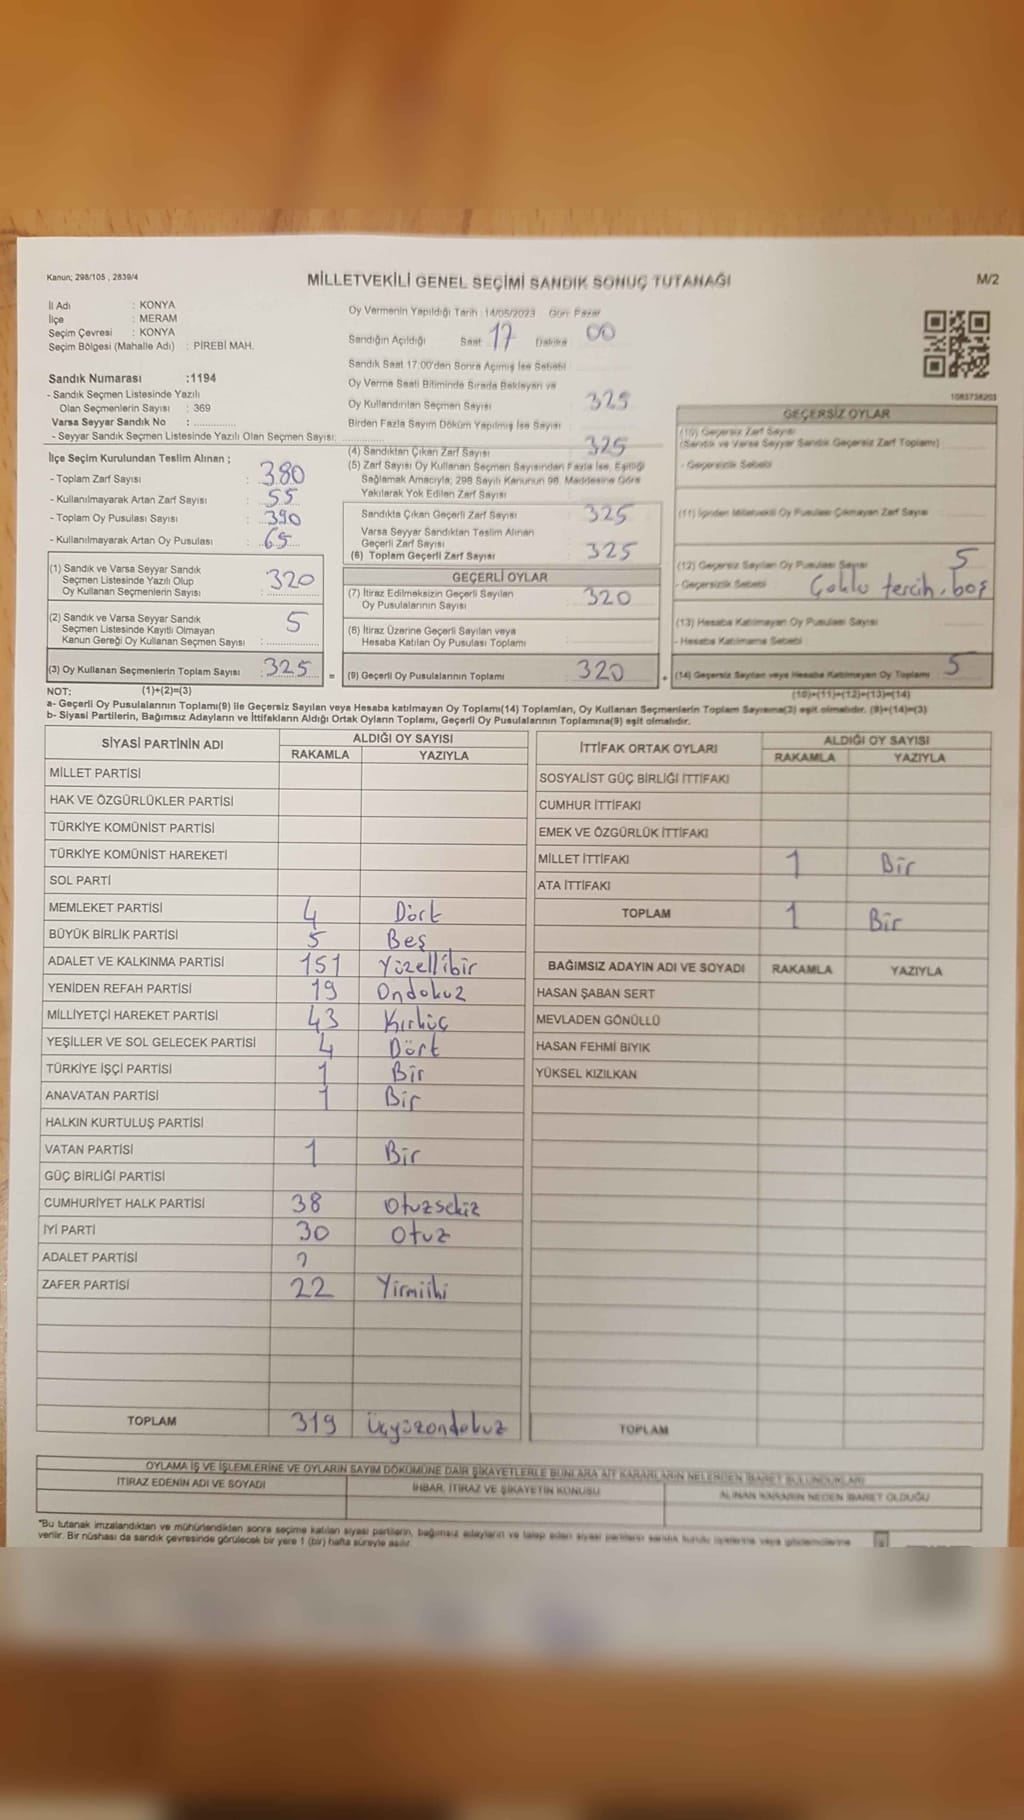 Kanun; 298/105 , 2839/4
MİLLETVEKİLİ GENEL SEÇİMİ SANDIK SONUÇ TUTANAĞI
M/2
İl Adı : KONYA
İlçe : MERAM
Seçim Çevresi : KONYA
Seçim Bölgesi (Mahalle Adı) : PİREBİ MAH.
Sandık Numarası :1194
- Sandık Seçmen Listesinde Yazılı
Olan Seçmenlerin Sayısı : 369
Varsa Seyyar Sandık No :
- Seyyar Sandık Seçmen Listesinde Yazılı Olan Seçmen Sayısı:
İlçe Seçim Kurulundan Teslim Alınan ;
- Toplam Zarf Sayısı : 380
- Kullanılmayarak Artan Zarf Sayısı : 55
- Toplam Oy Pusulası Sayısı : 390
- Kullanılmayarak Artan Oy Pusulası : 65
(1) Sandık ve Varsa Seyyar Sandık
Seçmen Listesinde Yazılı Olup
Oy Kullanan Seçmenlerin Sayısı : 320
(2) Sandık ve Varsa Seyyar Sandık
Seçmen Listesinde Kayıtlı Olmayan
Kanun Gereği Oy Kullanan Seçmen Sayısı : 5
(3) Oy Kullanan Seçmenlerin Toplam Sayısı : 325
Oy Vermenin Yapıldığı Tarih :14/05/2023 Gün: Pazar
Sandığın Açıldığı Saat 17 Dakika 00
Sandık Saat 17:00'den Sonra Açımış İse Sebebi
Oy Verme Saati Bitiminde Sırada Bekleyen ve
Oy Kullandırılan Seçmen Sayısı 325
Birden Fazla Sayım Döküm Yapılmış İse Sayısı
(4) Sandıktan Çıkan Zarf Sayısı 325
(5) Zarf Sayısı Oy Kullanan Seçmen Sayısından Fazla İse, Eşitliği
Sağlamak Amacıyla, 298 Sayılı Kanunun 98. Maddesine Göre
Yakılarak Yok Edilen Zarf Sayısı
Sandıkta Çıkan Geçerli Zarf Sayısı : 325
Varsa Seyyar Sandıktan Teslim Alınan
Geçerli Zarf Sayısı
(6) Toplam Geçerli Zarf Sayısı : 325
GEÇERLİ OYLAR
(7) İtiraz Edilmeksizin Geçerli Sayılan
Oy Pusulalarının Sayısı : 320
(8) İtiraz Üzerine Geçerli Sayılan veya
Hesaba Katılan Oy Pusulası Toplamı
= (9) Geçerli Oy Pusulalarının Toplamı 320
1083738203
GEÇERSİZ OYLAR
(10) Geçersiz Zarf Sayısı
(Sandık ve Varsa Seyyar Sandık Geçersiz Zarf Toplamı)
- Geçersizlik Sebebi
(11) İçinden Milletvekili Oy Pusulası Çıkmayan Zarf Sayısı
(12) Geçersiz Sayılan Oy Pusulası Sayısı 5
- Geçersizlik Sebebi Çoklu tercih, boş
(13) Hesaba Katılmayan Oy Pusulası Sayısı
- Hesaba Katılmama Sebebi :
+ (14) Geçersiz Sayılan veya Hesaba Katılmayan Oy Toplamı 5
NOT: (1)+(2)=(3)
(10)+(11)+(12)+(13)=(14)
a- Geçerli Oy Pusulalarının Toplamı(9) ile Geçersiz Sayılan veya Hesaba katılmayan Oy Toplamı(14) Toplamları, Oy Kullanan Seçmenlerin Toplam Sayısına(3) eşit olmalıdır. (9)+(14)=(3)
b- Siyasi Partilerin, Bağımsız Adayların ve İttifakların Aldığı Ortak Oyların Toplamı, Geçerli Oy Pusulalarının Toplamına(9) eşit olmalıdır.
SİYASİ PARTİNİN ADI ALDIĞI OY SAYISI
RAKAMLA YAZIYLA
MİLLET PARTİSİ
HAK VE ÖZGÜRLÜKLER PARTİSİ
TÜRKİYE KOMÜNİST PARTİSİ
TÜRKİYE KOMÜNİST HAREKETİ
SOL PARTİ
MEMLEKET PARTİSİ 4 Dört
BÜYÜK BİRLİK PARTİSİ 5 Beş
ADALET VE KALKINMA PARTİSİ 151 Yüzellibir
YENİDEN REFAH PARTİSİ 19 Ondokuz
MİLLİYETÇİ HAREKET PARTİSİ 43 Kırküç
YEŞİLLER VE SOL GELECEK PARTİSİ 4 Dört
TÜRKİYE İŞÇİ PARTİSİ 1 Bir
ANAVATAN PARTİSİ 1 Bir
HALKIN KURTULUŞ PARTİSİ
VATAN PARTİSİ 1 Bir
GÜÇ BİRLİĞİ PARTİSİ
CUMHURİYET HALK PARTİSİ 38 Otuzsekiz
İYİ PARTİ 30 Otuz
ADALET PARTİSİ
ZAFER PARTİSİ 22 Yirmiiki
TOPLAM 319 Üçyüzondokuz
İTTİFAK ORTAK OYLARI ALDIĞI OY SAYISI
RAKAMLA YAZIYLA
SOSYALİST GÜÇ BİRLİĞİ İTTİFAKI
CUMHUR İTTİFAKI
EMEK VE ÖZGÜRLÜK İTTİFAKI
MİLLET İTTİFAKI 1 Bir
ATA İTTİFAKI
TOPLAM 1 Bir
BAĞIMSIZ ADAYIN ADI VE SOYADI RAKAMLA YAZIYLA
HASAN ŞABAN SERT
MEVLADEN GÖNÜLLÜ
HASAN FEHMİ BIYIK
YÜKSEL KIZILKAN
TOPLAM
OYLAMA İŞ VE İŞLEMLERİNE VE OYLARIN SAYIM DÖKÜMÜNE DAİR ŞİKAYETLERLE BUNLARA AİT KARARLARIN NELERDEN İBARET BULUNDUKLARI
İTİRAZ EDENİN ADI VE SOYADI İHBAR, İTİRAZ VE ŞİKAYETİN KONUSU ALINAN KARARIN NEDEN İBARET OLDUĞU
"Bu tutanak imzalandıktan ve mühürlendikten sonra seçime katılan siyasi partilerin, bağımsız adayların ve talep eden siyasi partilerin sandık kurulu üyelerine veya gözlemcilerine
verilir. Bir nüshası da sandık çevresinde görülecek bir yere 1 (bir) hafta süreyle asılır.